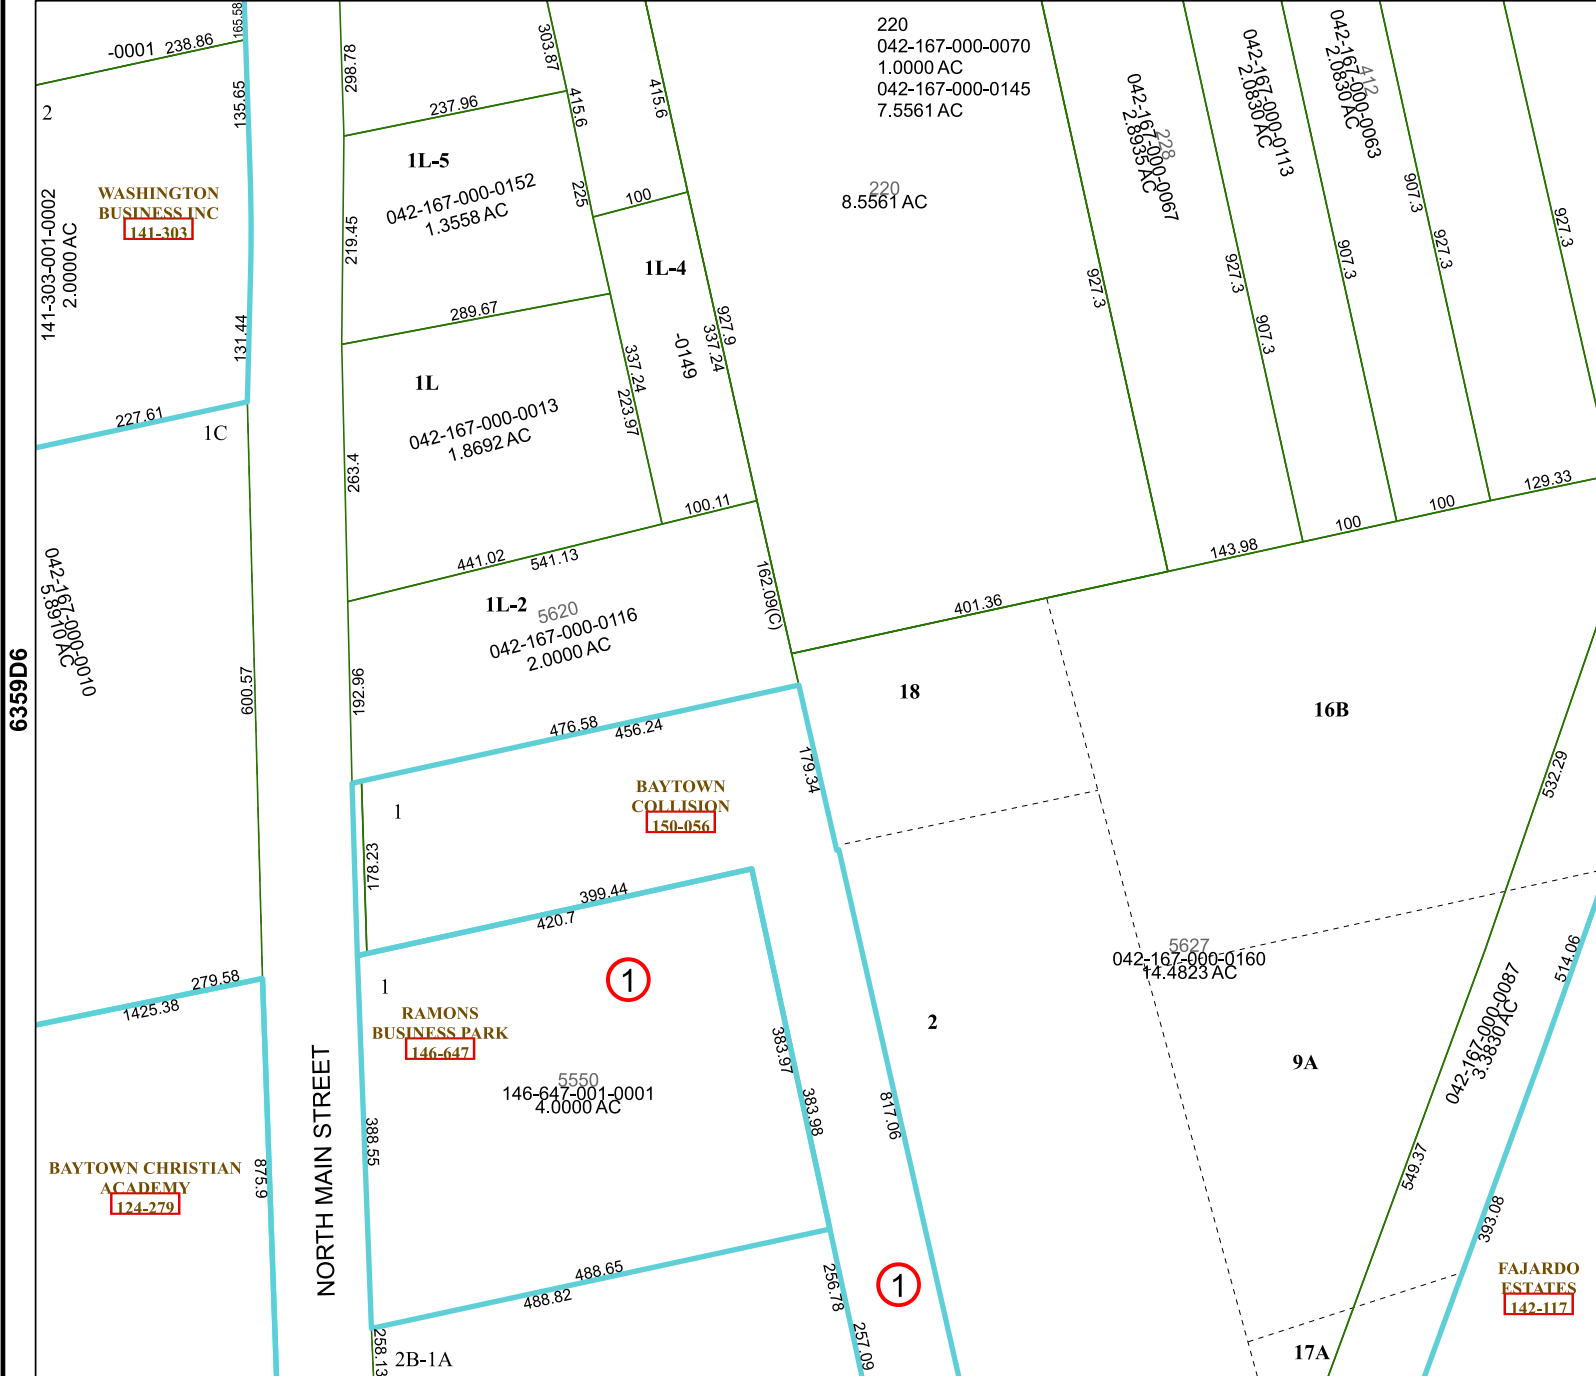 165.58
-0001 238.86
2
135.65
WASHINGTON
BUSINESS INC
141-303
141-303-001-0002
2.0000 AC
131.44
227.61
1C
042-167-000-0010
5.8910 AC
600.57
6359D6
279.58
1425.38
BAYTOWN CHRISTIAN
ACADEMY
124-279
875.9
NORTH MAIN STREET
298.78
303.87
237.96
415.6
415.6
1L-5
042-167-000-0152
1.3558 AC
219.45
225
100
1L-4
289.67
927.9
337.24
-0149
337.24
223.97
1L
042-167-000-0013
1.8692 AC
263.4
100.11
441.02
541.13
162.09(C)
1L-2
5620
042-167-000-0116
2.0000 AC
192.96
476.58
456.24
179.34
BAYTOWN
COLLISION
150-056
1
178.23
399.44
420.7
1
1
RAMONS
BUSINESS PARK
146-647
5550
146-647-001-0001
4.0000 AC
388.55
383.97
383.98
817.06
488.65
488.82
256.78
257.09
1
258.13
2B-1A
220
042-167-000-0070
1.0000 AC
042-167-000-0145
7.5561 AC
220
8.5561 AC
927.3
228
042-167-000-0067
2.8935 AC
927.3
907.3
042-167-000-0113
2.0830 AC
907.3
412
042-167-000-0063
2.0830 AC
907.3
927.3
927.3
129.33
100
100
143.98
401.36
18
16B
532.29
5627
042-167-000-0160
14.4823 AC
2
9A
514.06
042-167-000-0087
3.3830 AC
549.37
393.08
FAJARDO
ESTATES
142-117
17A